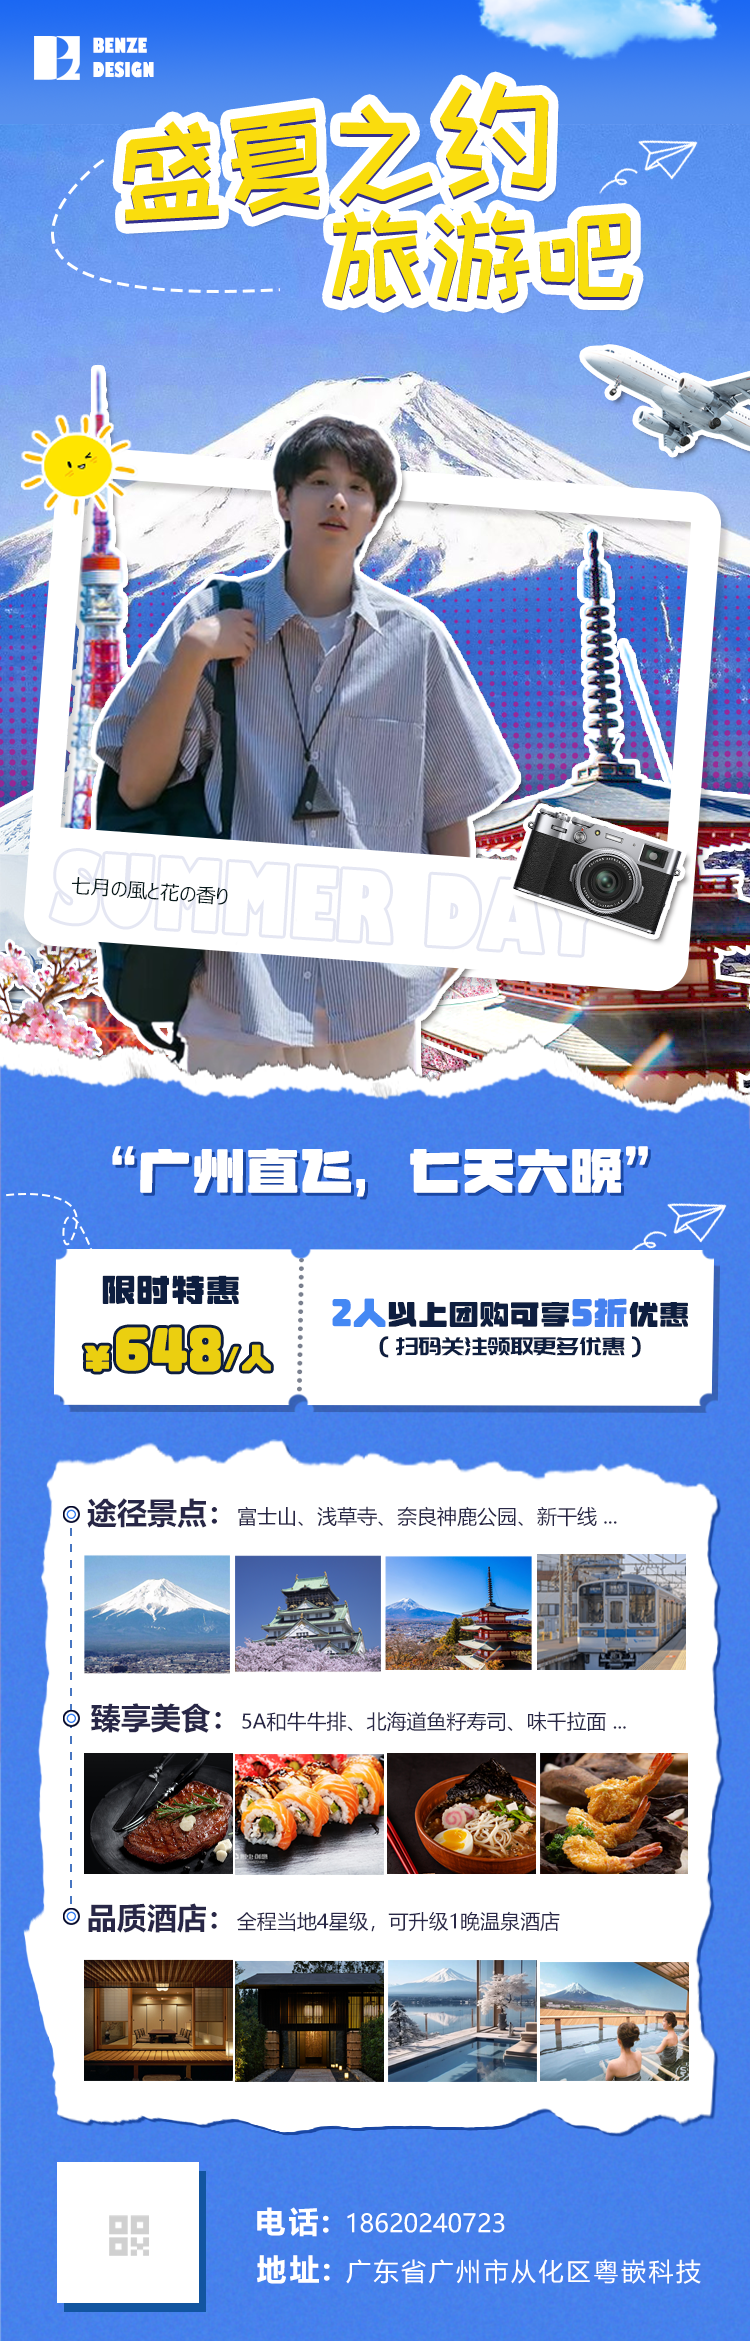 BENZE
DESIGN
盛夏之约
旅游吧
SUMMER DAY
七月の風と花の香り
“广州直飞，七天六晚”
限时特惠
¥648/人
2人以上团购可享5折优惠
（扫码关注领取更多优惠）
途径景点：富士山、浅草寺、奈良神鹿公园、新干线 ...
臻享美食：5A和牛牛排、北海道鱼籽寿司、味千拉面 ...
品质酒店：全程当地4星级，可升级1晚温泉酒店
电话：18620240723
地址：广东省广州市从化区粤嵌科技